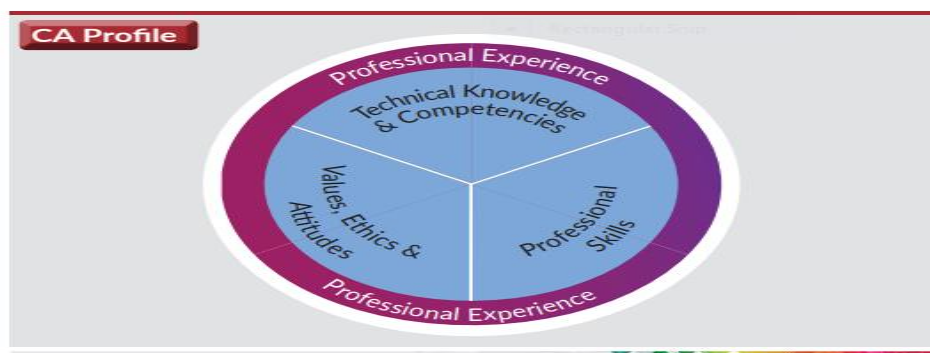 CA Profile
Professional Experience
Technical Knowledge
& Competencies
Values, Ethics &
Attitudes
Professional
Skills
Professional Experience